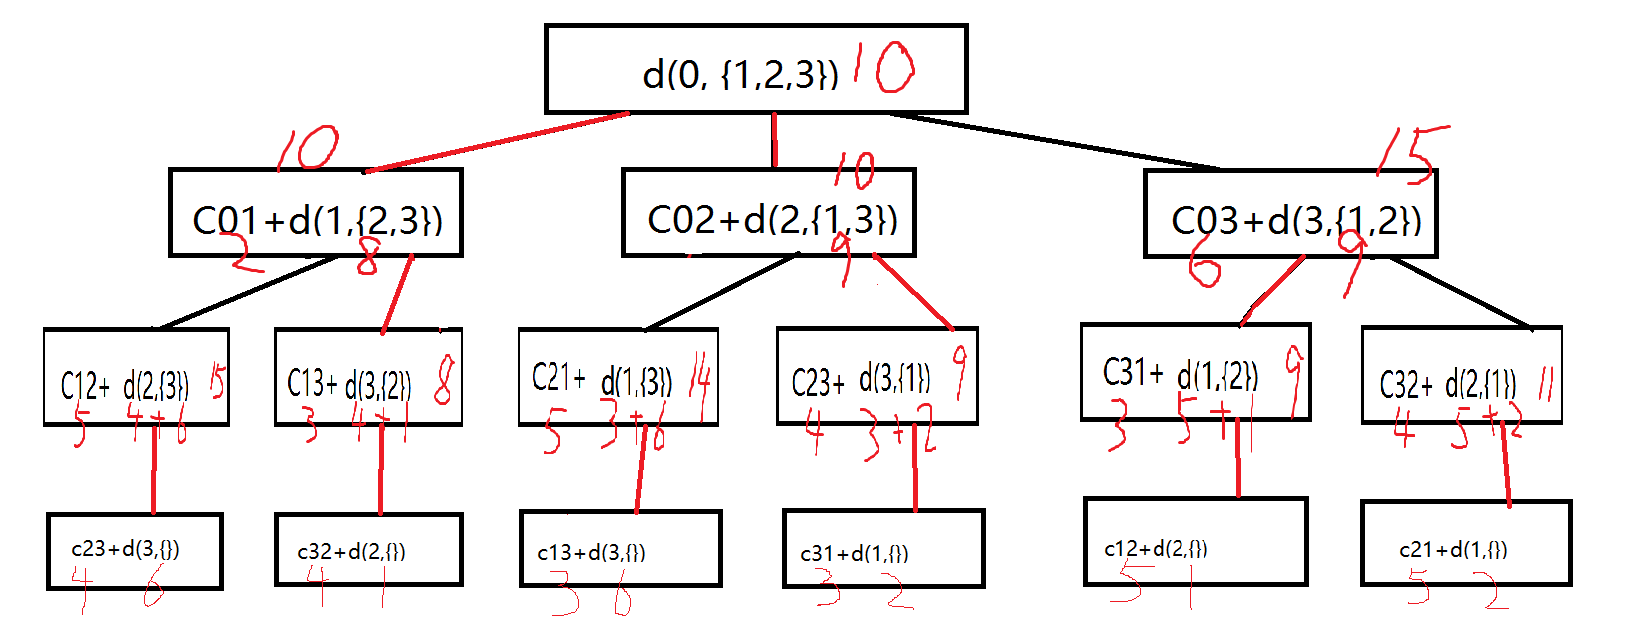 d(0, {1,2,3}) 10
10
10
15
C01+d(1,{2,3})
C02+d(2,{1,3})
C03+d(3,{1,2})
2 8
9
6 9
C12+ d(2,{3}) 15
C13+ d(3,{2}) 8
C21+ d(1,{3}) 14
C23+ d(3,{1}) 9
C31+ d(1,{2}) 9
C32+ d(2,{1}) 11
5 4+6
3 4+1
5 3+6
4 3+2
3 5+1
4 5+2
c23+d(3,{})
c32+d(2,{})
c13+d(3,{})
c31+d(1,{})
c12+d(2,{})
c21+d(1,{})
4 6
4 1
3 6
3 2
5 1
5 2